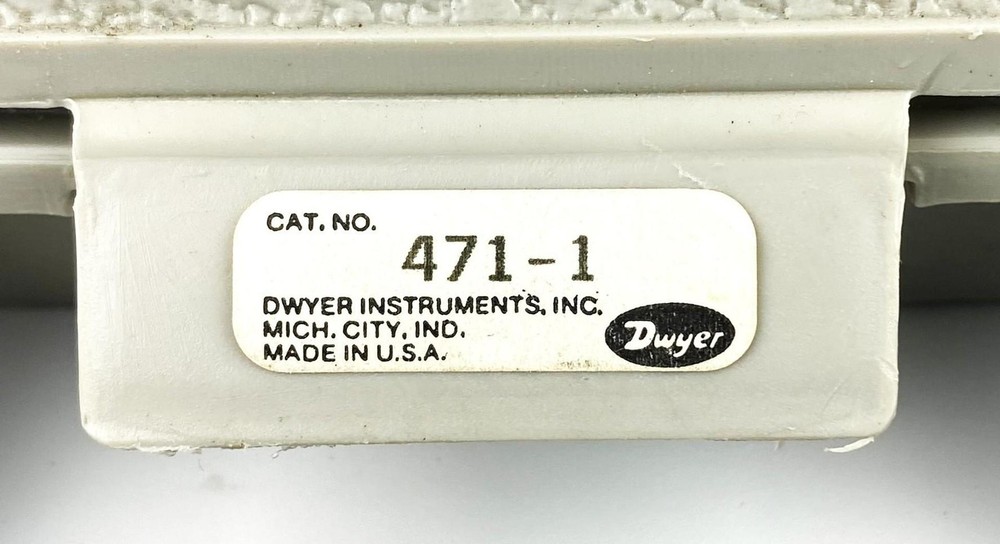 CAT. NO.
471-1
DWYER INSTRUMENTS, INC.
MICH. CITY, IND.
MADE IN U.S.A.
Dwyer